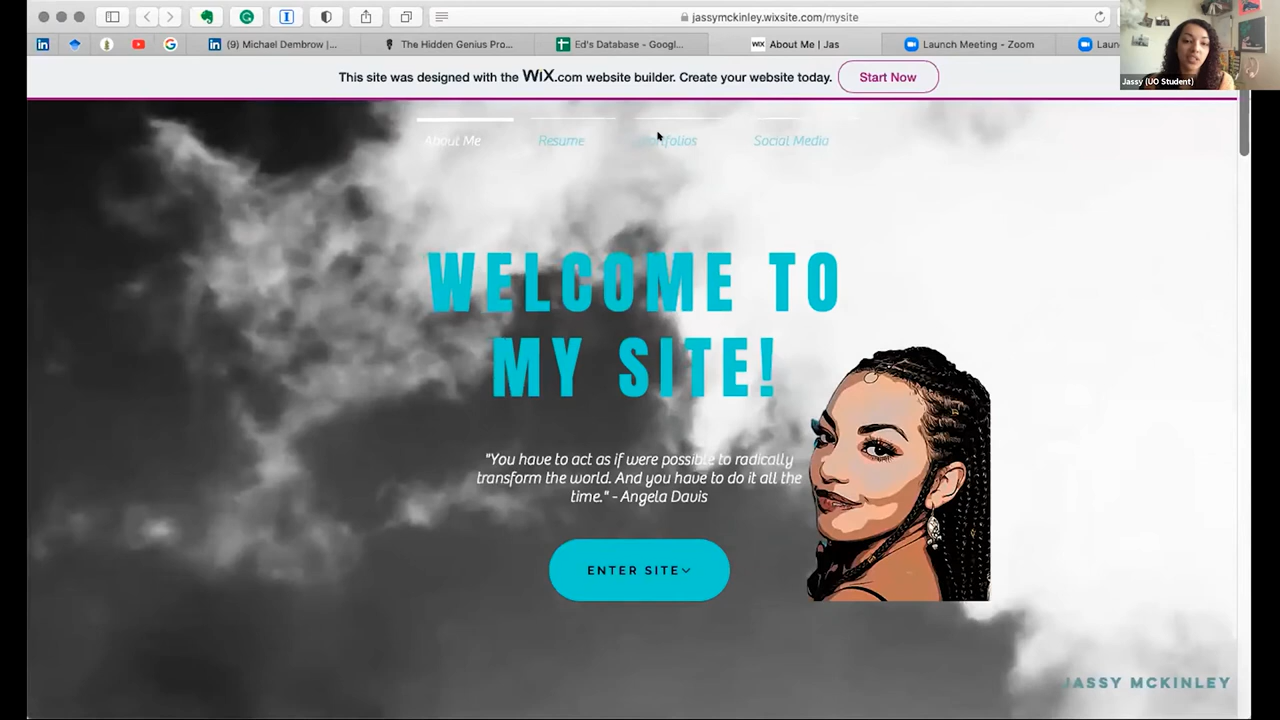 jassymckinley.wixsite.com/mysite
(9) Michael Dembrow |...
The Hidden Genius Pro...
Ed's Database - Googl...
WiX About Me | Jas
Launch Meeting - Zoom
Laun
Jassy (UO Student)
This site was designed with the WiX.com website builder. Create your website today.
Start Now
About Me
Resume
Portfolios
Social Media
WELCOME TO
MY SITE!
"You have to act as if were possible to radically
transform the world. And you have to do it all the
time." - Angela Davis
ENTER SITE
JASSY MCKINLEY